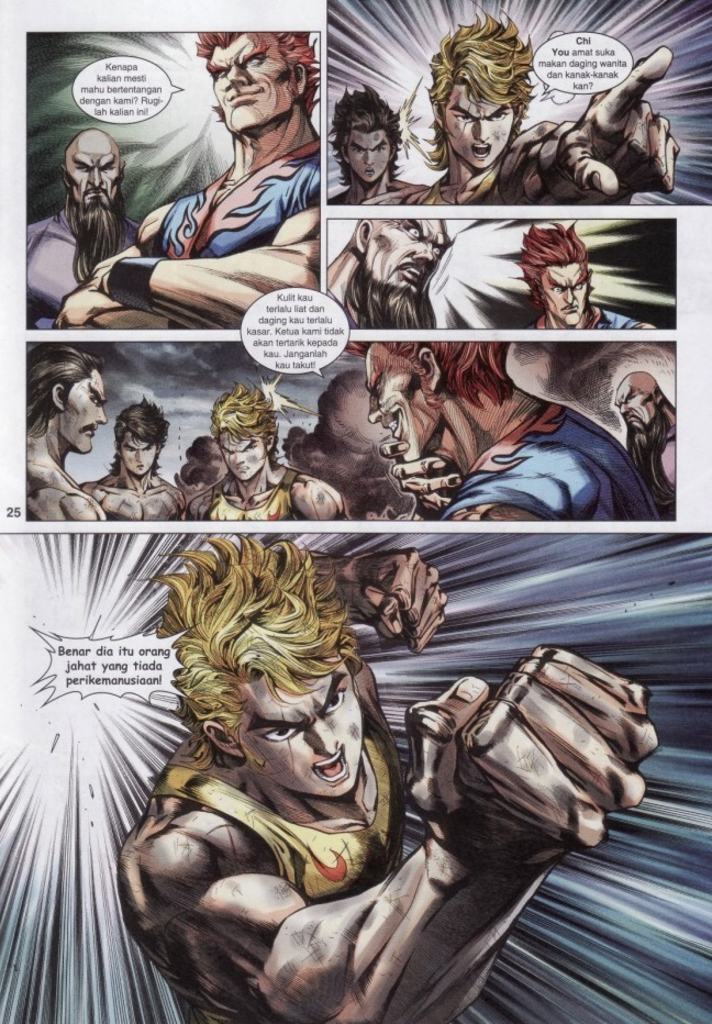 Kenapa
kalian mesti
mahu bertentangan
dengan kami? Rugi-
lah kalian ini!
Chi
You amat suka
makan daging wanita
dan kanak-kanak
kan?
Kulit kau
terlalu liat dan
daging kau terlalu
kasar. Ketua kami tidak
akan tertarik kepada
kau. Janganlah
kau takut!
25
Benar dia itu orang
jahat yang tiada
perikemanusiaan!